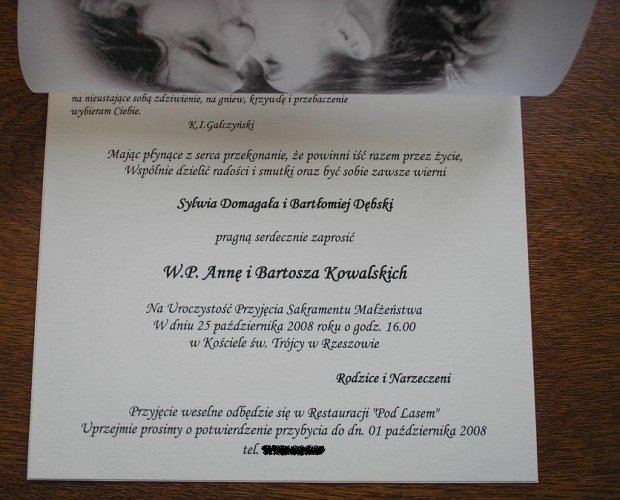 na nieustające sobą zdziwienie, na gniew, krzywdę i przebaczenie
wybieram Ciebie.
K.I.Gałczyński
Mając płynące z serca przekonanie, że powinni iść razem przez życie,
Wspólnie dzielić radości i smutki oraz być sobie zawsze wierni
Sylwia Domagała i Bartłomiej Dębski
pragną serdecznie zaprosić
W.P. Annę i Bartosza Kowalskich
Na Uroczystość Przyjęcia Sakramentu Małżeństwa
W dniu 25 października 2008 roku o godz. 16.00
w Kościele św. Trójcy w Rzeszowie
Rodzice i Narzeczeni
Przyjęcie weselne odbędzie się w Restauracji "Pod Lasem"
Uprzejmie prosimy o potwierdzenie przybycia do dn. 01 października 2008
tel.